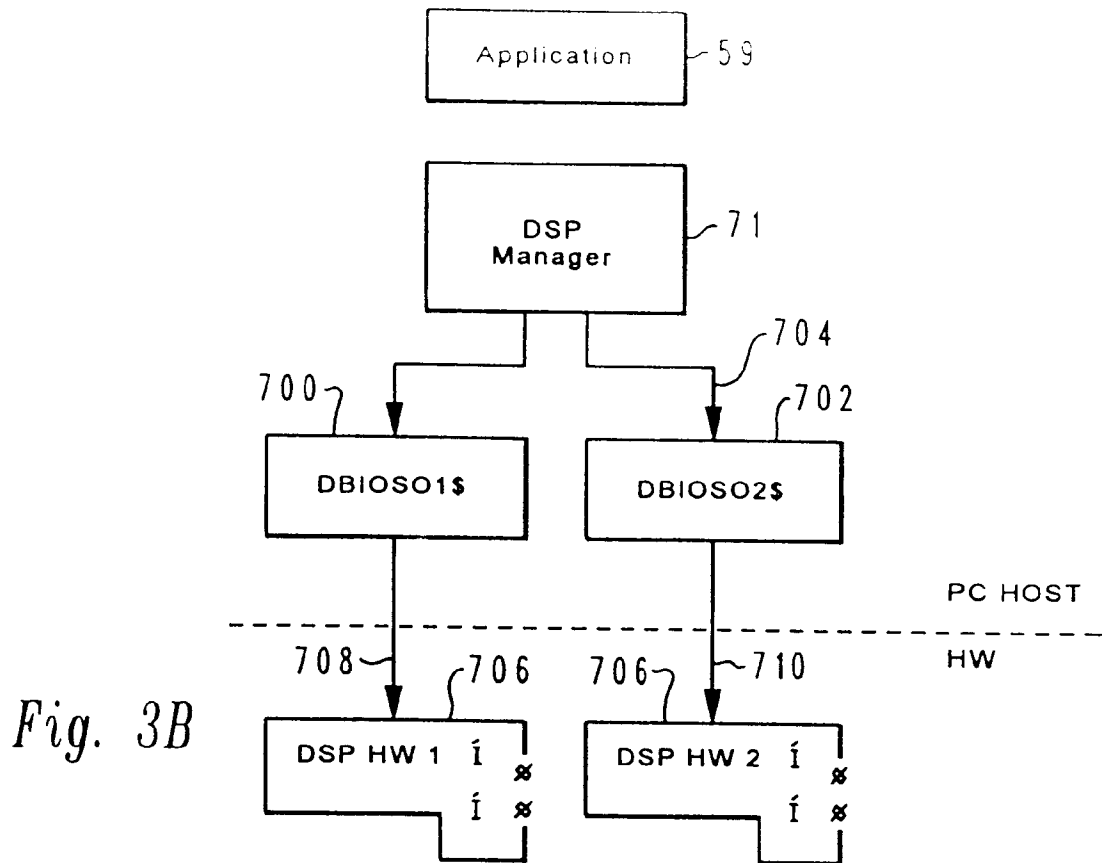 Application 59
DSP
Manager 71
704
700
702
DBIOSO1$
DBIOSO2$
PC HOST
708
710
HW
706
706
Fig. 3B
DSP HW 1 Í
DSP HW 2 Í
Í
Í